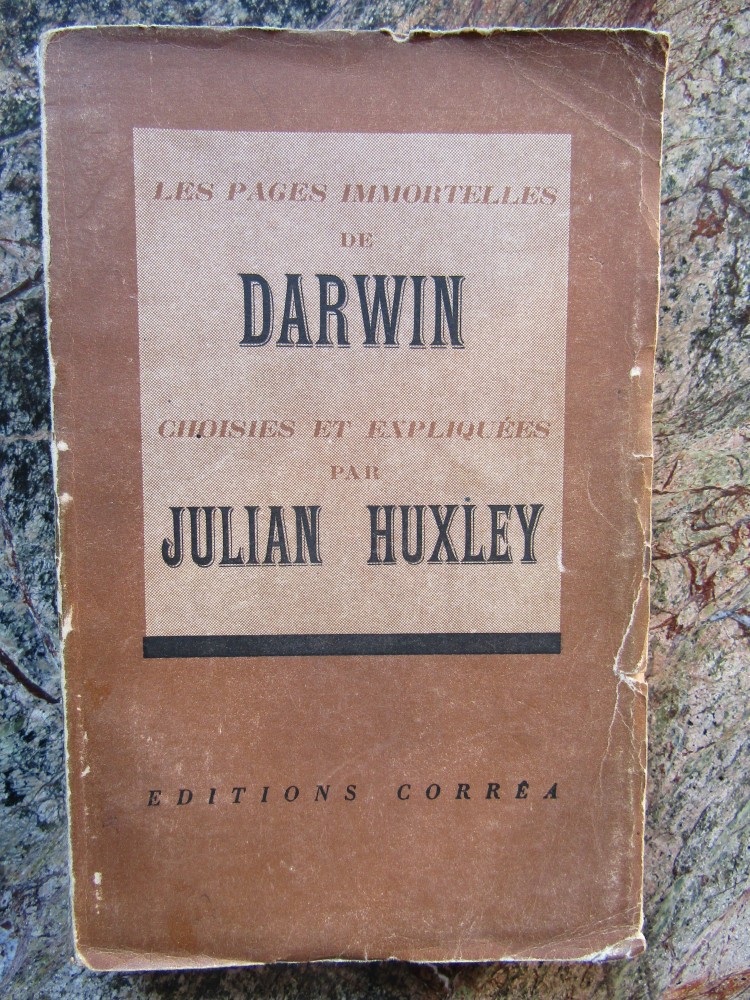 LES PAGES IMMORTELLES
DE
DARWIN
CHOISIES ET EXPLIQUÉES
PAR
JULIAN HUXLEY
EDITIONS CORRÊA